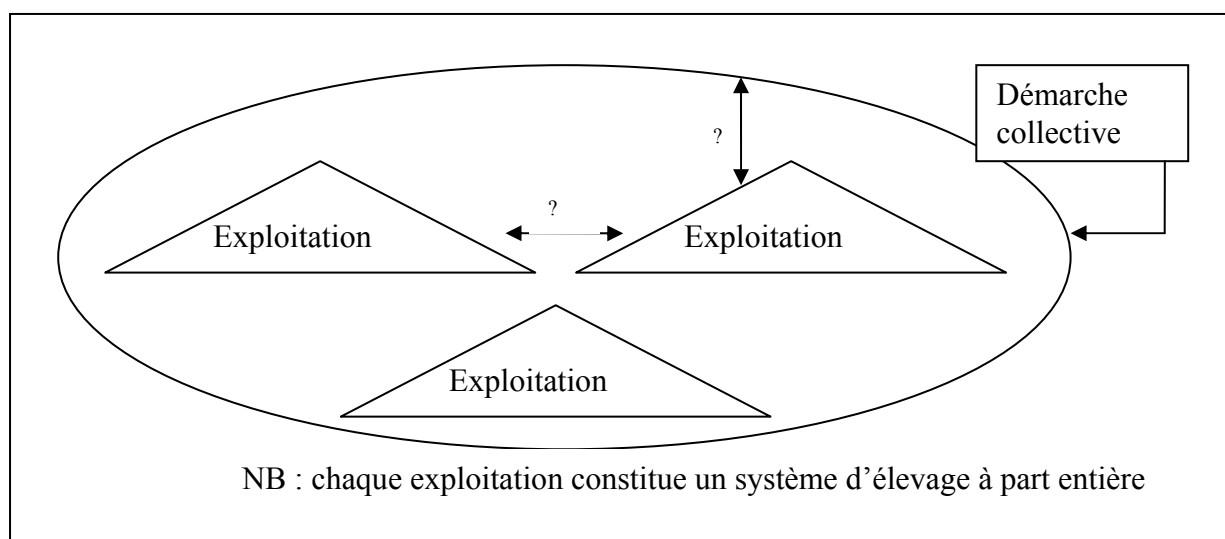 Démarche
collective
?
?
Exploitation
Exploitation
Exploitation
NB : chaque exploitation constitue un système d’élevage à part entière